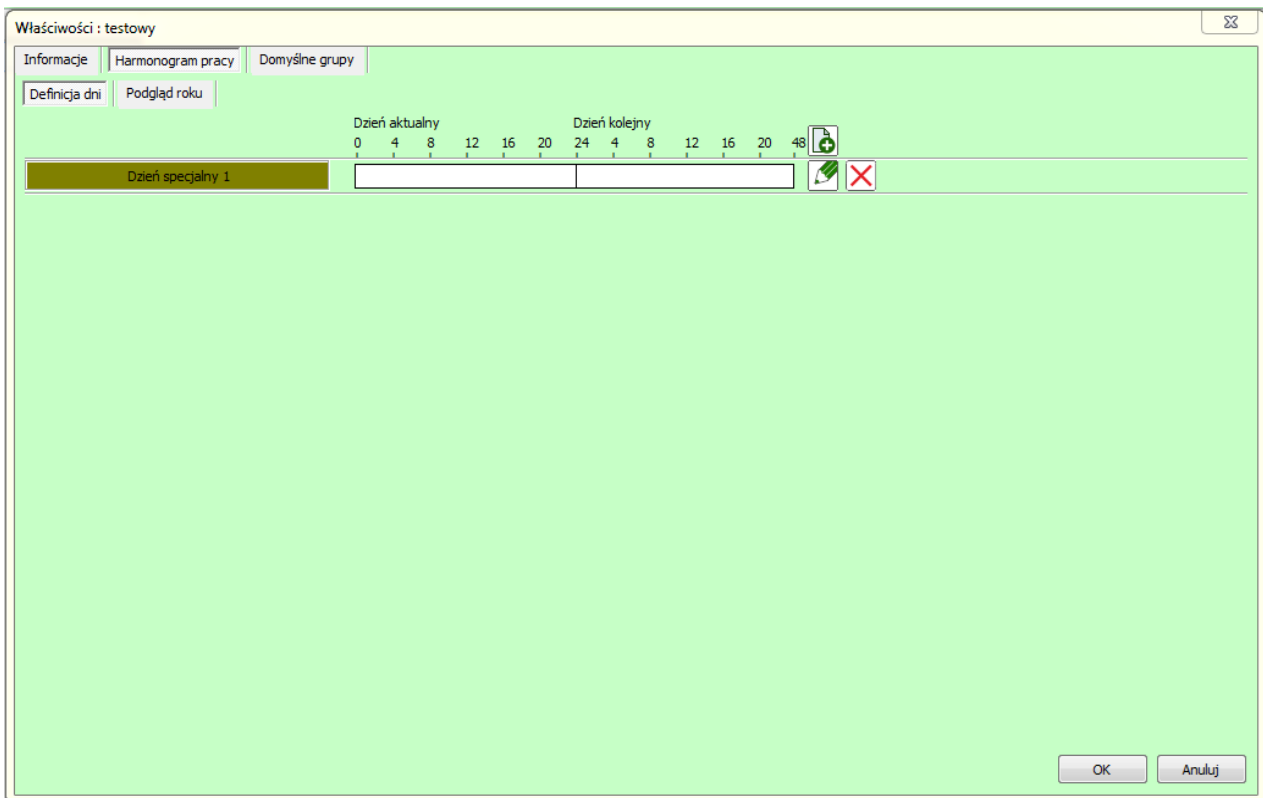 Właściwości : testowy
Informacje Harmonogram pracy Domyślne grupy
Definicja dni Podgląd roku
Dzień aktualny Dzień kolejny
0 4 8 12 16 20 24 4 8 12 16 20 48
Dzień specjalny 1
OK Anuluj